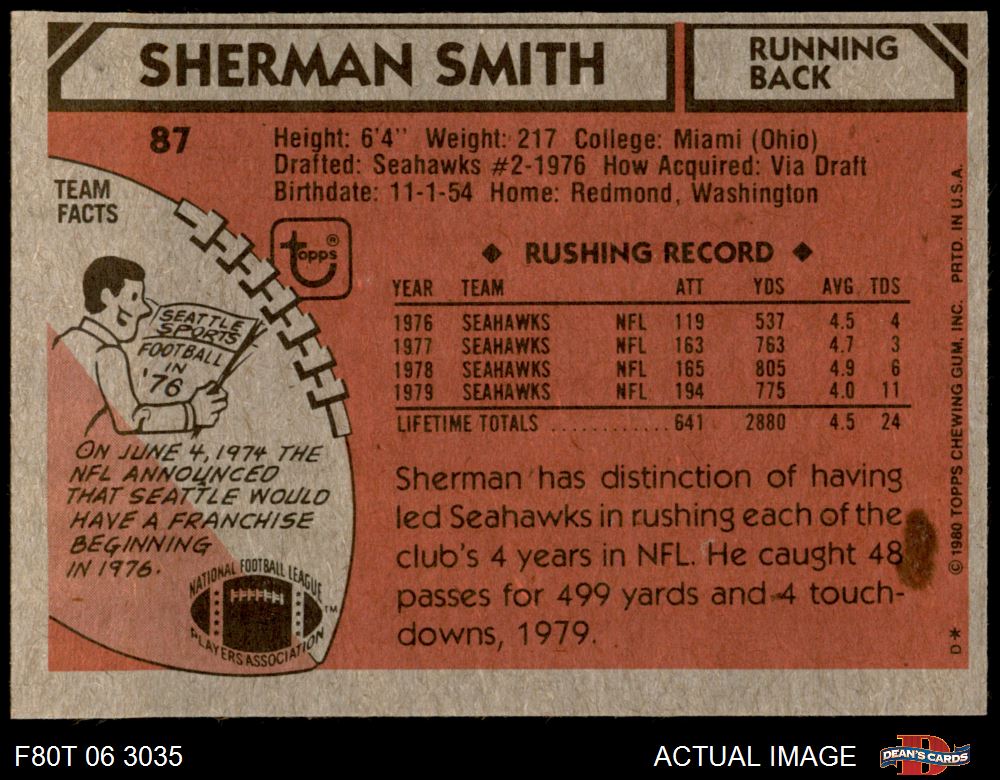 SHERMAN SMITH
RUNNING
BACK
87
Height: 6'4" Weight: 217 College: Miami (Ohio)
Drafted: Seahawks #2-1976 How Acquired: Via Draft
Birthdate: 11-1-54 Home: Redmond, Washington
TEAM
FACTS
topps®
SEATTLE
SPORTS
FOOTBALL
IN
'76
ON JUNE 4, 1974 THE
NFL ANNOUNCED
THAT SEATTLE WOULD
HAVE A FRANCHISE
BEGINNING
IN 1976.
NATIONAL FOOTBALL LEAGUE
PLAYERS ASSOCIATION
TM
◆ RUSHING RECORD ◆
YEAR TEAM ATT YDS AVG TDS
1976 SEAHAWKS NFL 119 537 4.5 4
1977 SEAHAWKS NFL 163 763 4.7 3
1978 SEAHAWKS NFL 165 805 4.9 6
1979 SEAHAWKS NFL 194 775 4.0 11
LIFETIME TOTALS ............ 641 2880 4.5 24
Sherman has distinction of having
led Seahawks in rushing each of the
club's 4 years in NFL. He caught 48
passes for 499 yards and 4 touch-
downs, 1979.
D* © 1980 TOPPS CHEWING GUM, INC. PRTD. IN U.S.A.
F80T 06 3035
ACTUAL IMAGE
DEAN'S CARDS